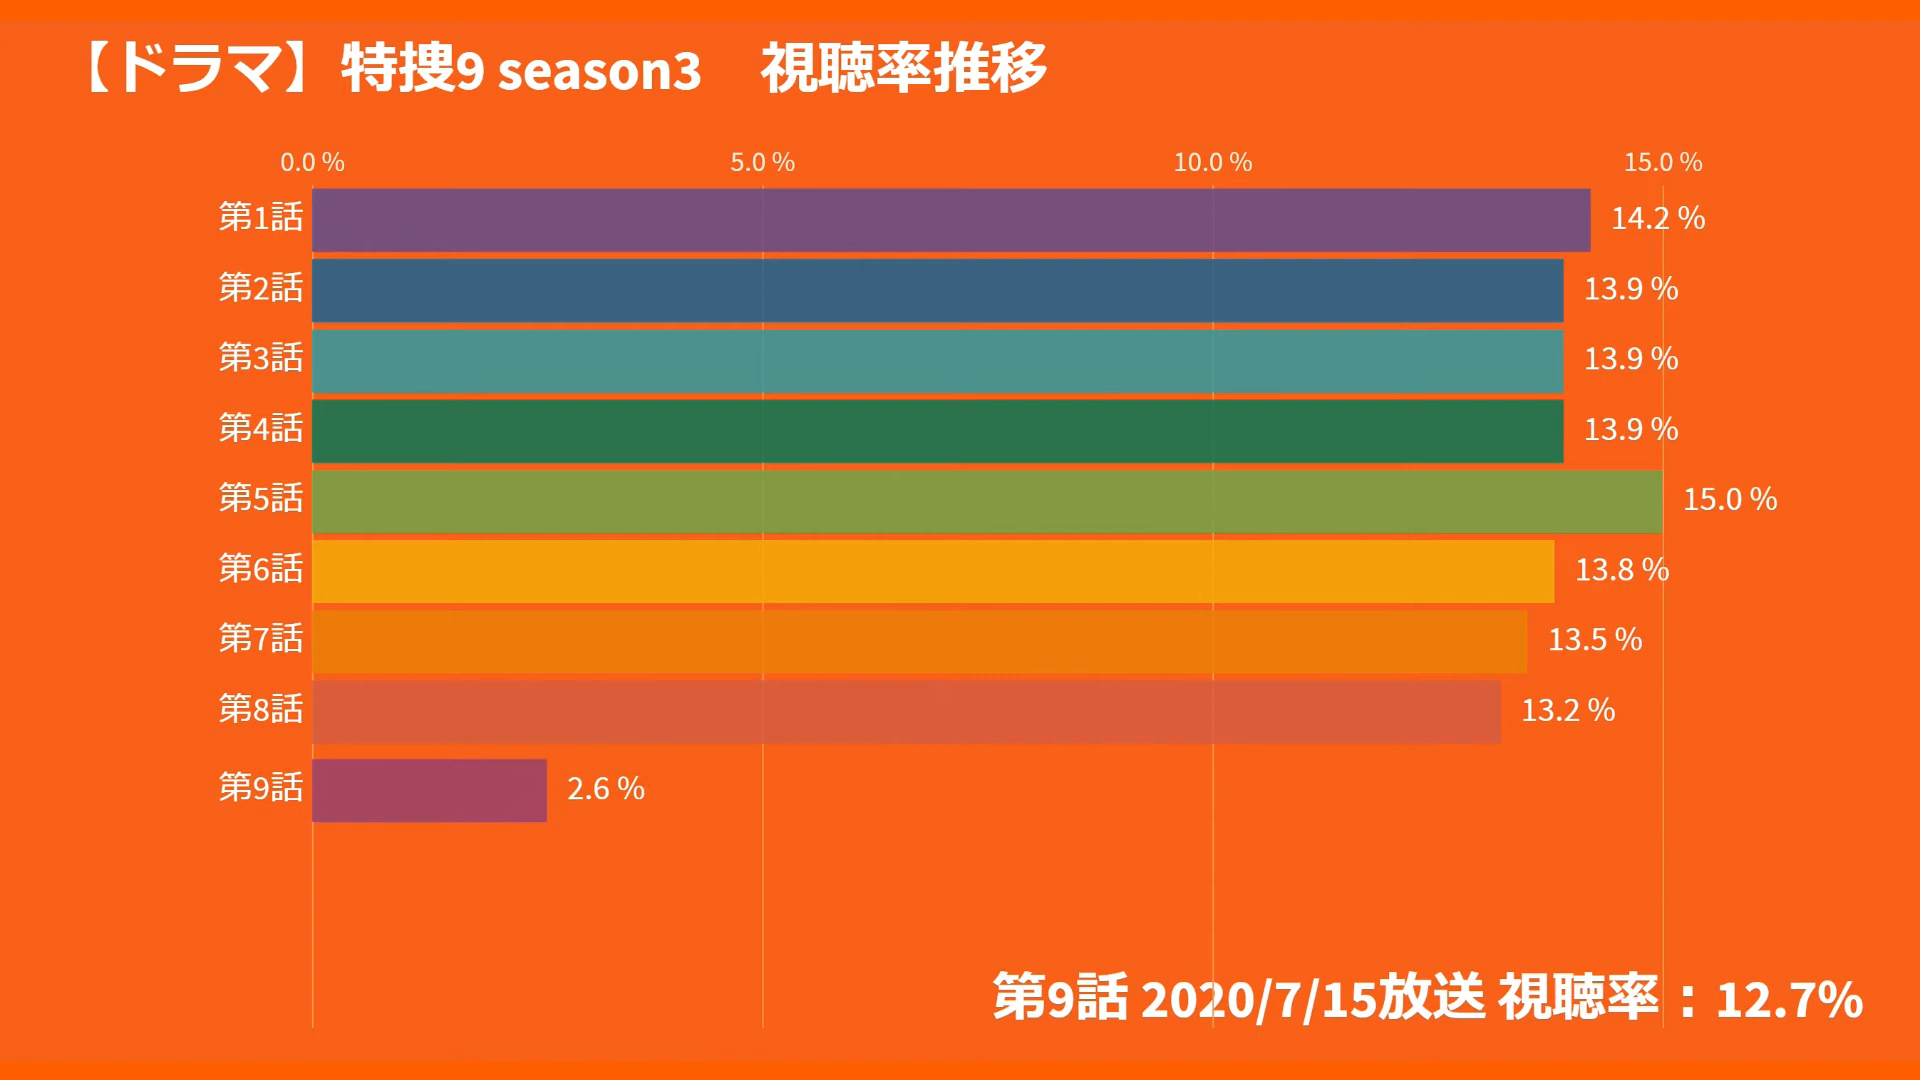 【ドラマ】特捜9 season3　視聴率推移
0.0 % 5.0 % 10.0 % 15.0 %
第1話 14.2 %
第2話 13.9 %
第3話 13.9 %
第4話 13.9 %
第5話 15.0 %
第6話 13.8 %
第7話 13.5 %
第8話 13.2 %
第9話 2.6 %
第9話 2020/7/15放送 視聴率：12.7%